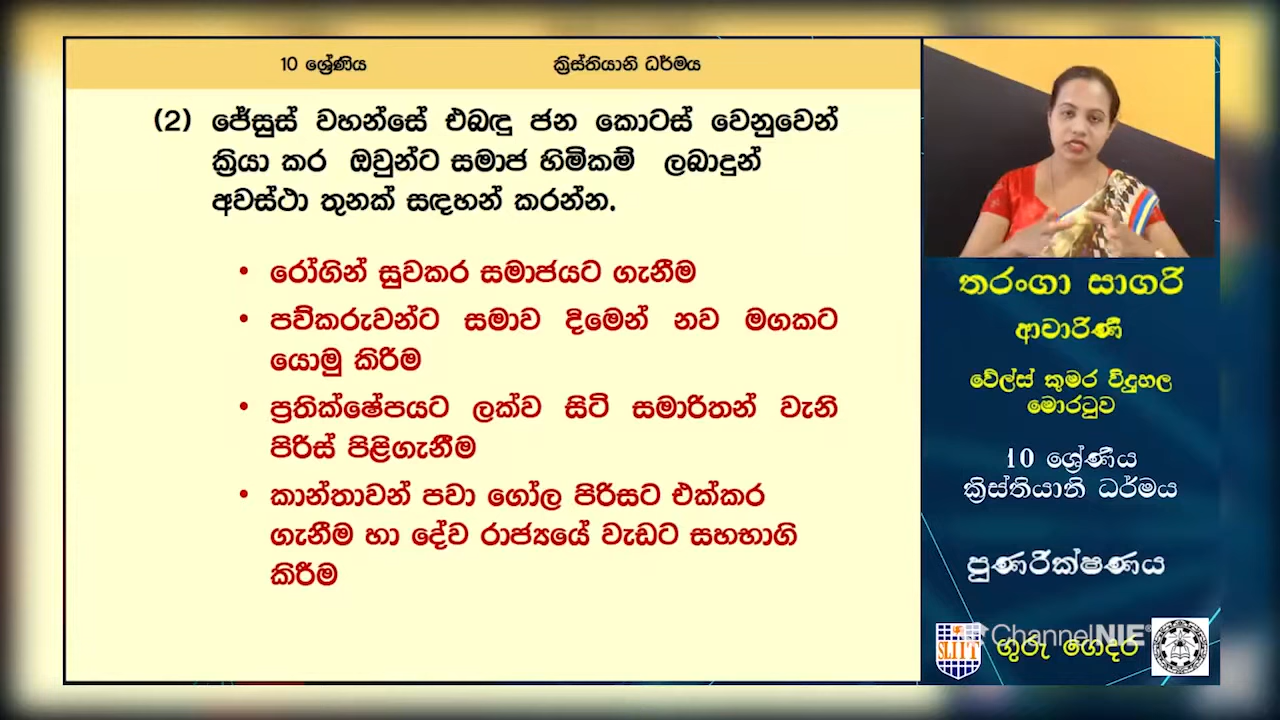 10 ශ්‍රේණිය ක්‍රිස්තියානි ධර්මය
(2) ජේසුස් වහන්සේ එබඳු ජන කොටස් වෙනුවෙන්
ක්‍රියා කර ඔවුන්ට සමාජ හිමිකම් ලබාදුන්
අවස්ථා තුනක් සඳහන් කරන්න.
• රෝගින් සුවකර සමාජයට ගැනීම
• පව්කරුවන්ට සමාව දිමෙන් නව මගකට
යොමු කිරිම
• ප්‍රතික්ෂේපයට ලක්ව සිටි සමාරිතන් වැනි
පිරිස් පිළිගැනීම
• කාන්තාවන් පවා ගෝල පිරිසට එක්කර
ගැනීම හා දේව රාජ්‍යයේ වැඩට සහභාගි
කිරීම
තරංගා සාගරි
ආචාරිණී
වේල්ස් කුමර විදුහල
මොරටුව
10 ශ්‍රේණිය
ක්‍රිස්තියානි ධර්මය
පුණරීක්ෂණය
ChannelNIE
SLIIT
ගුරු ගෙදර